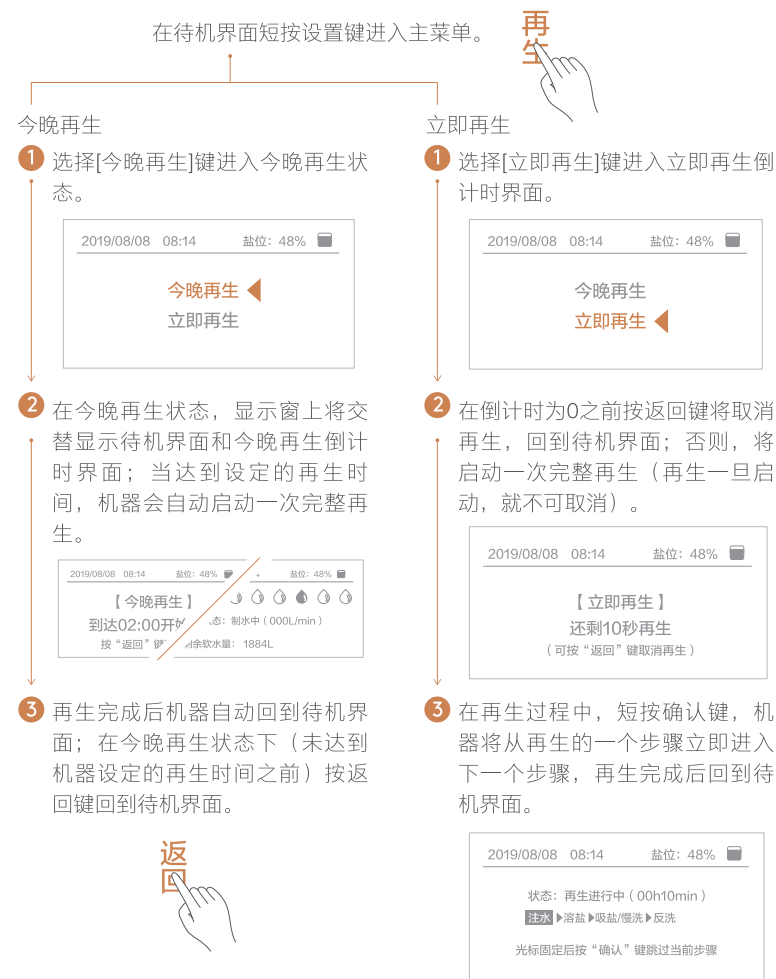 在待机界面短按设置键进入主菜单。
再生
今晚再生
1 选择[今晚再生]键进入今晚再生状
态。
2019/08/08 08:14 盐位：48%
今晚再生
立即再生
2 在今晚再生状态，显示窗上将交
替显示待机界面和今晚再生倒计
时界面；当达到设定的再生时
间，机器会自动启动一次完整再
生。
2019/08/08 08:14 盐位：48%
【今晚再生】
到达02:00开始
按“返回”键
盐位：48%
态：制水中（000L/min）
剩余软水量：1884L
3 再生完成后机器自动回到待机界
面；在今晚再生状态下（未达到
机器设定的再生时间之前）按返
回键回到待机界面。
返回
立即再生
1 选择[立即再生]键进入立即再生倒
计时界面。
2019/08/08 08:14 盐位：48%
今晚再生
立即再生
2 在倒计时为0之前按返回键将取消
再生，回到待机界面；否则，将
启动一次完整再生（再生一旦启
动，就不可取消）。
2019/08/08 08:14 盐位：48%
【立即再生】
还剩10秒再生
（可按“返回”键取消再生）
3 在再生过程中，短按确认键，机
器将从再生的一个步骤立即进入
下一个步骤，再生完成后回到待
机界面。
2019/08/08 08:14 盐位：48%
状态：再生进行中（00h10min）
注水▶溶盐▶吸盐/慢洗▶反洗
光标固定后按“确认”键跳过当前步骤